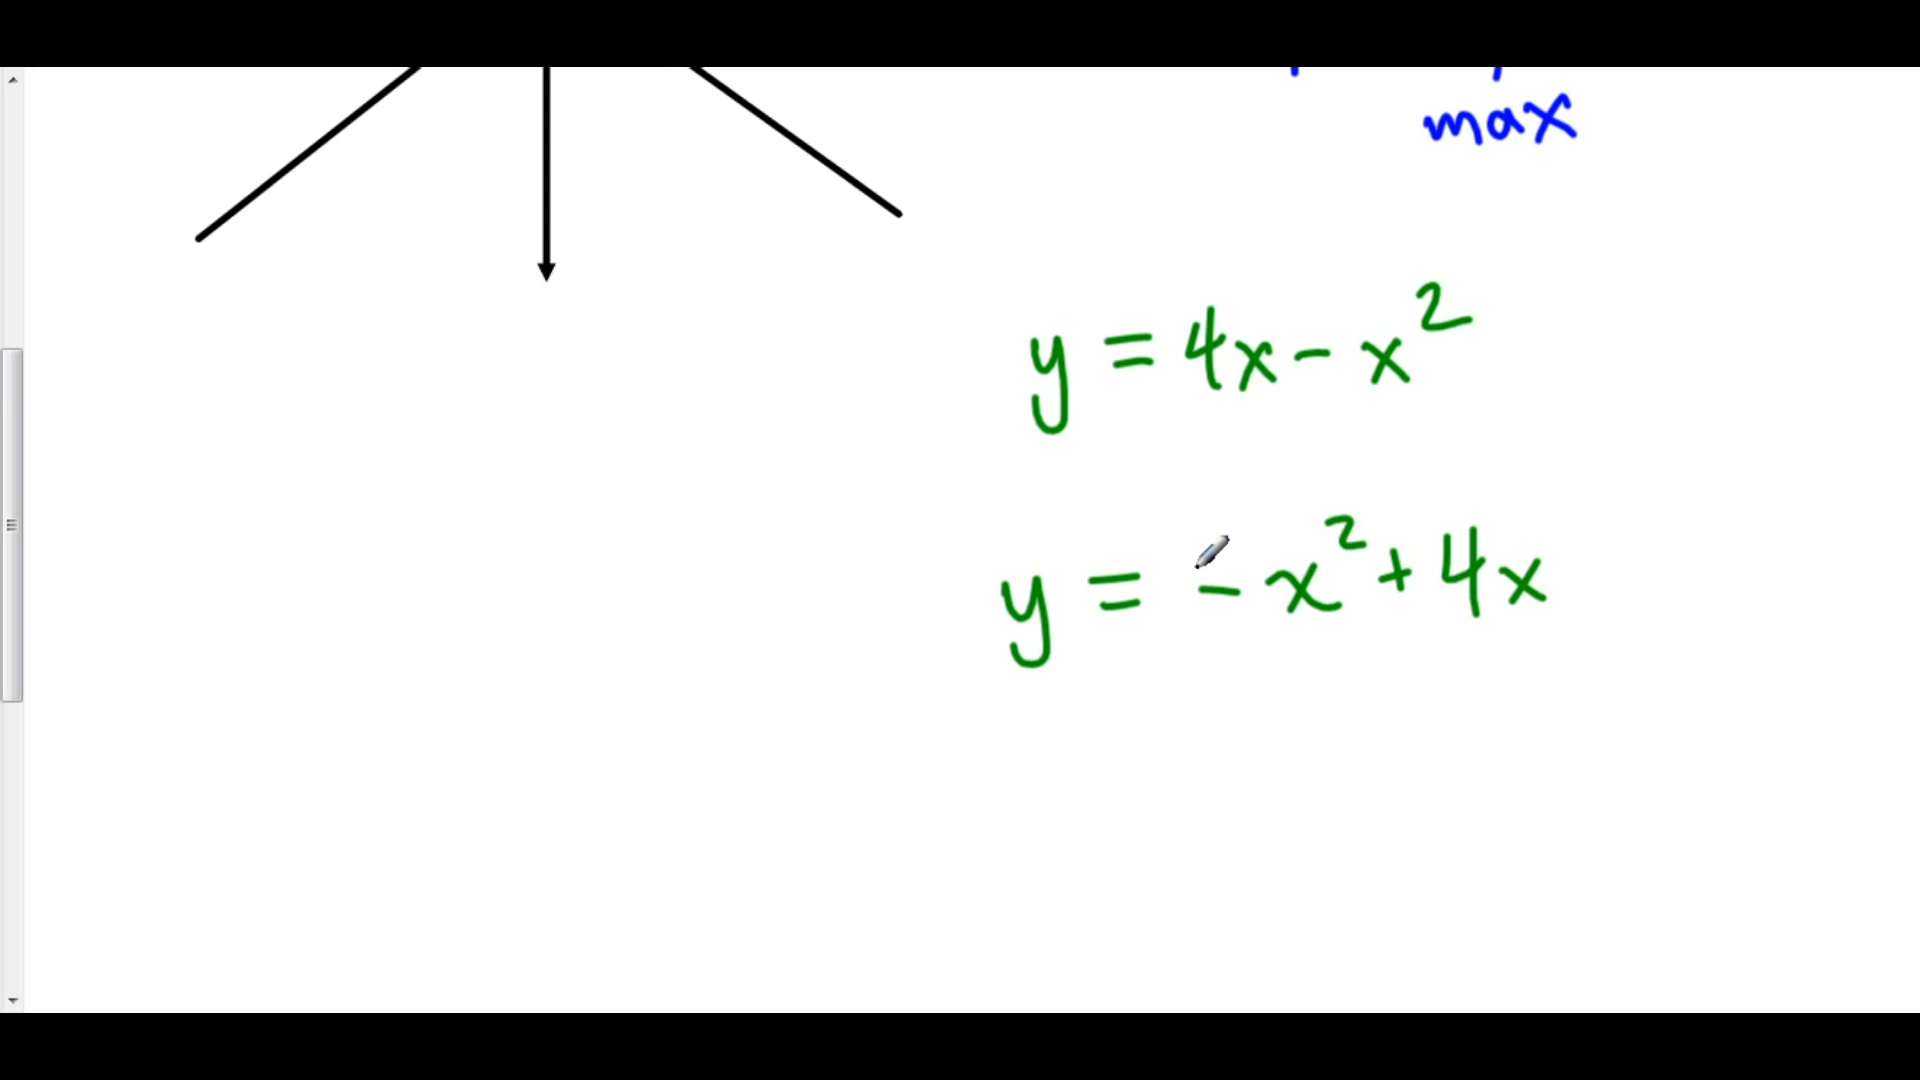 max
y = 4x - x²
y = - x² + 4x